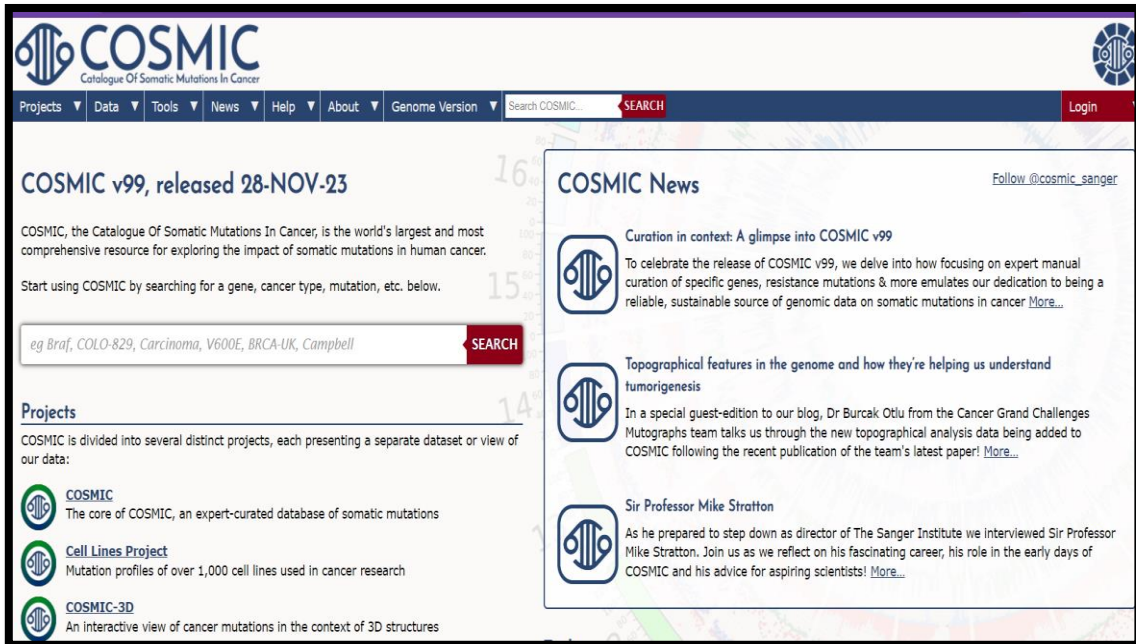 COSMIC
Catalogue Of Somatic Mutations In Cancer
Projects ▼ Data ▼ Tools ▼ News ▼ Help ▼ About ▼ Genome Version ▼ Search COSMIC... SEARCH Login
COSMIC v99, released 28-NOV-23
COSMIC, the Catalogue Of Somatic Mutations In Cancer, is the world's largest and most
comprehensive resource for exploring the impact of somatic mutations in human cancer.
Start using COSMIC by searching for a gene, cancer type, mutation, etc. below.
eg Braf, COLO-829, Carcinoma, V600E, BRCA-UK, Campbell SEARCH
Projects
COSMIC is divided into several distinct projects, each presenting a separate dataset or view of
our data:
COSMIC
The core of COSMIC, an expert-curated database of somatic mutations
Cell Lines Project
Mutation profiles of over 1,000 cell lines used in cancer research
COSMIC-3D
An interactive view of cancer mutations in the context of 3D structures
16
15
14
COSMIC News
Follow @cosmic_sanger
Curation in context: A glimpse into COSMIC v99
To celebrate the release of COSMIC v99, we delve into how focusing on expert manual
curation of specific genes, resistance mutations & more emulates our dedication to being a
reliable, sustainable source of genomic data on somatic mutations in cancer More...
Topographical features in the genome and how they're helping us understand
tumorigenesis
In a special guest-edition to our blog, Dr Burcak Otlu from the Cancer Grand Challenges
Mutographs team talks us through the new topographical analysis data being added to
COSMIC following the recent publication of the team's latest paper! More...
Sir Professor Mike Stratton
As he prepared to step down as director of The Sanger Institute we interviewed Sir Professor
Mike Stratton. Join us as we reflect on his fascinating career, his role in the early days of
COSMIC and his advice for aspiring scientists! More...